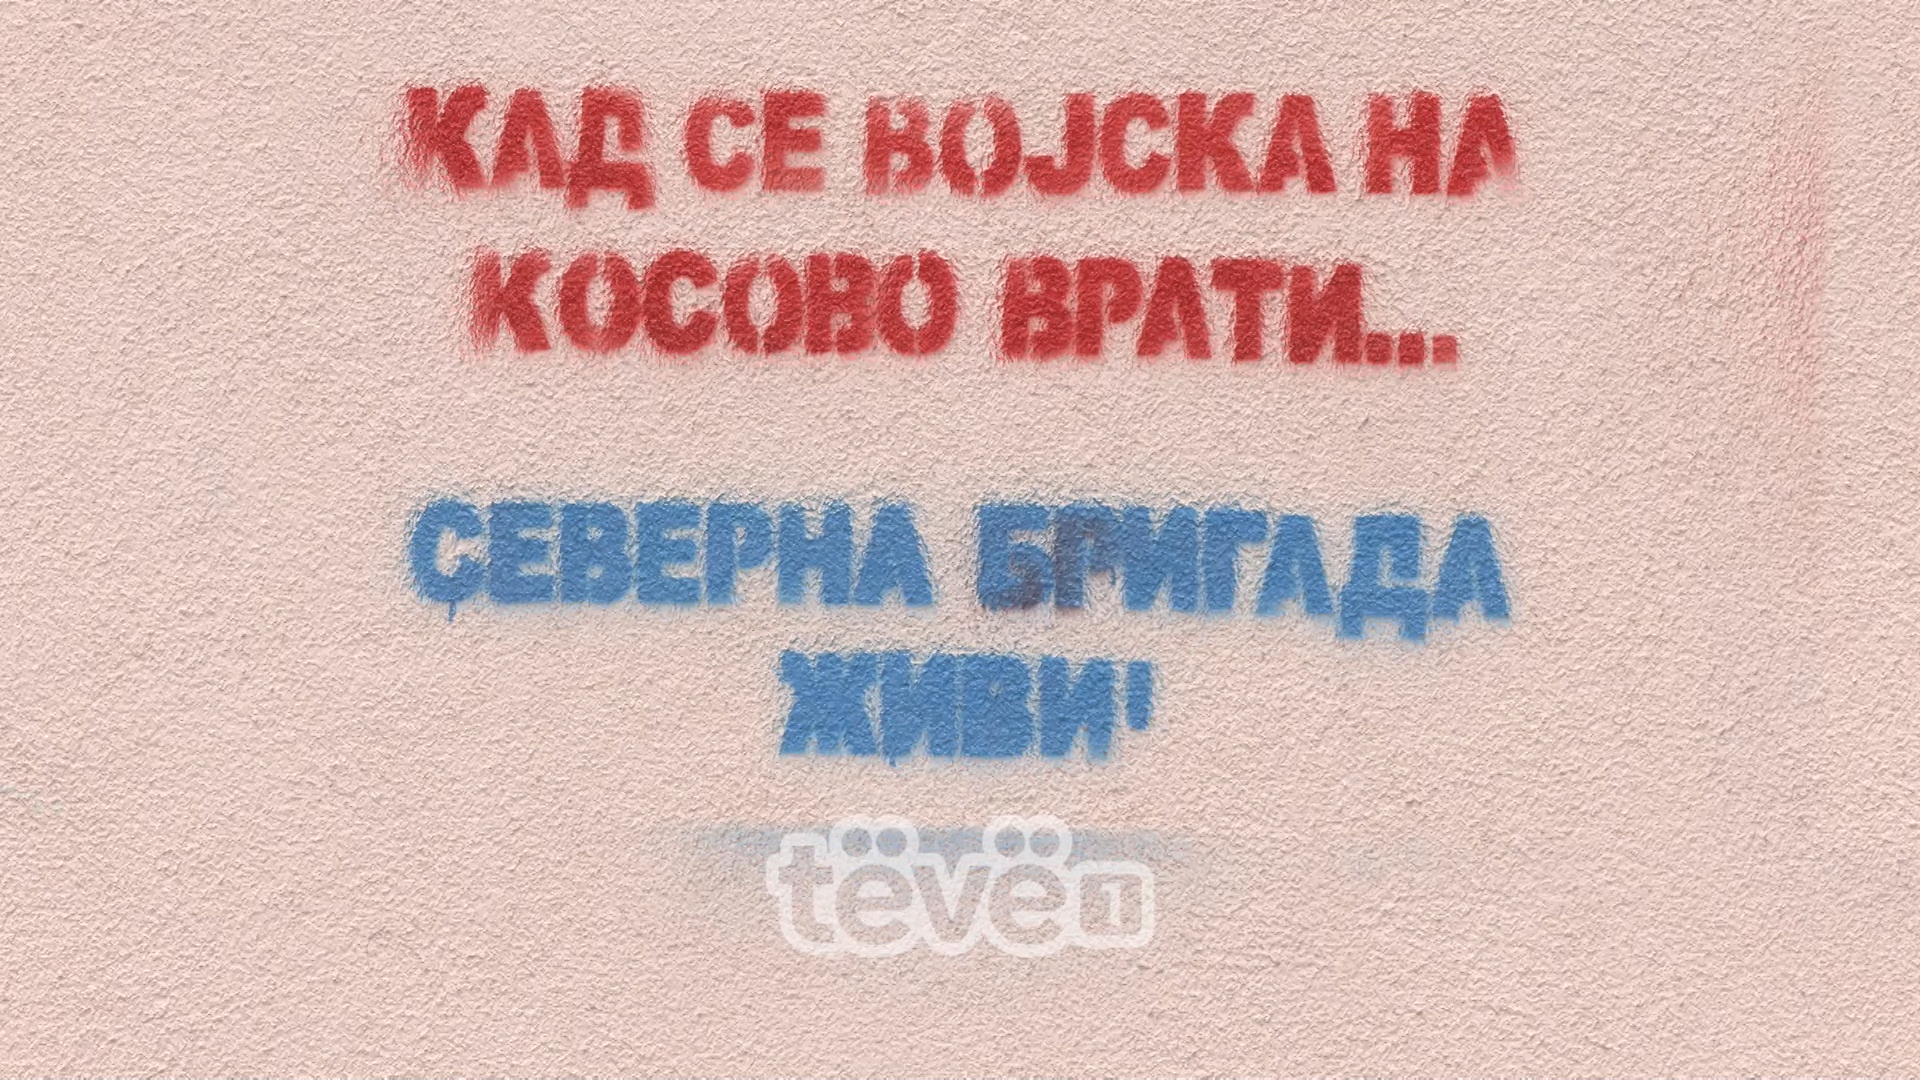 КАД СЕ ВОЈСКА НА
КОСОВО ВРАТИ...
СЕВЕРНА БРИГАДА
ЖИВИ'
tëvë1